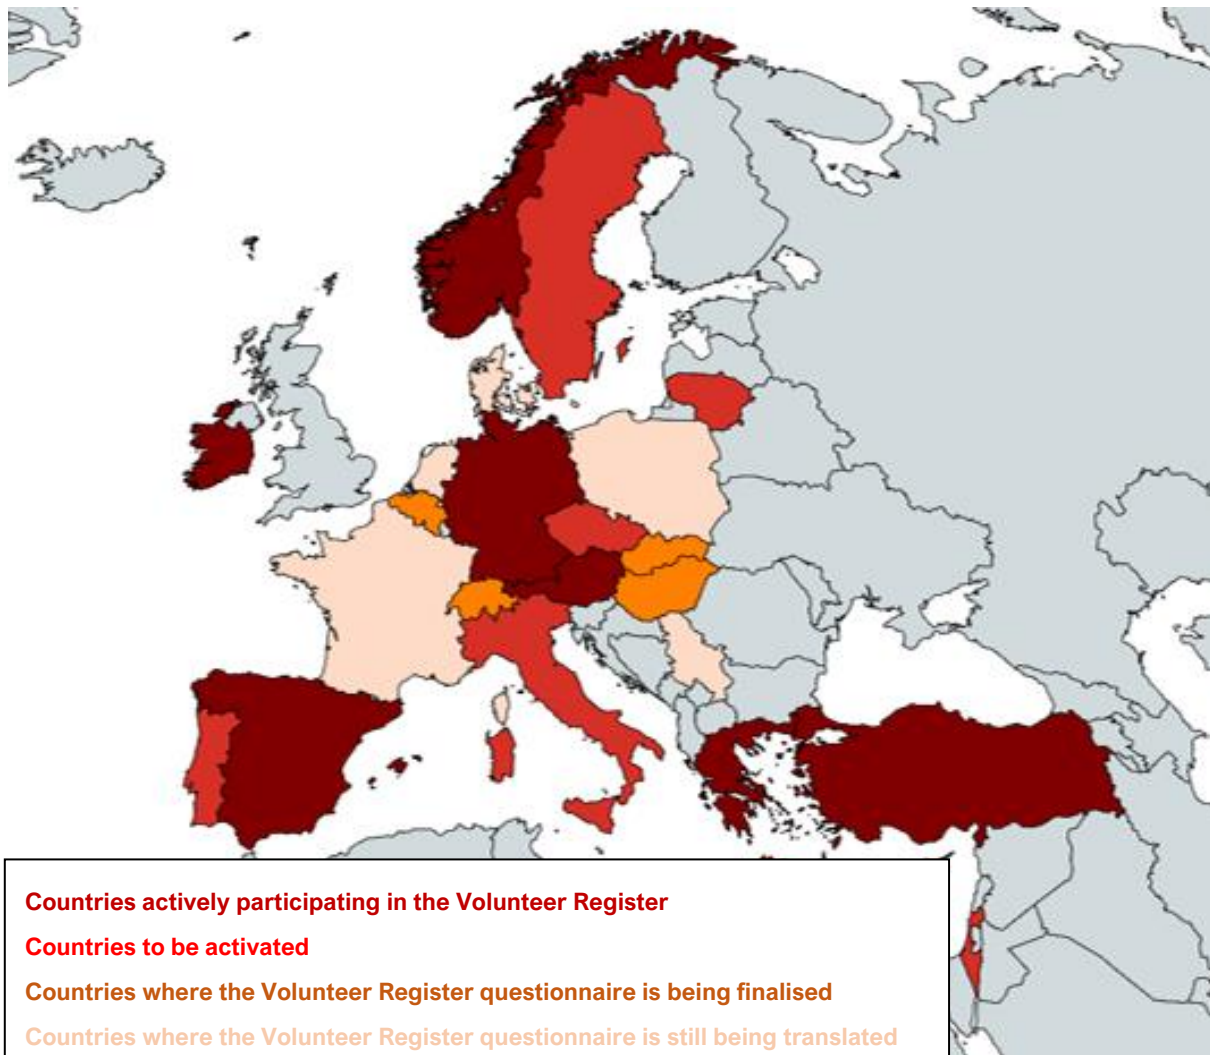 Countries actively participating in the Volunteer Register
Countries to be activated
Countries where the Volunteer Register questionnaire is being finalised
Countries where the Volunteer Register questionnaire is still being translated